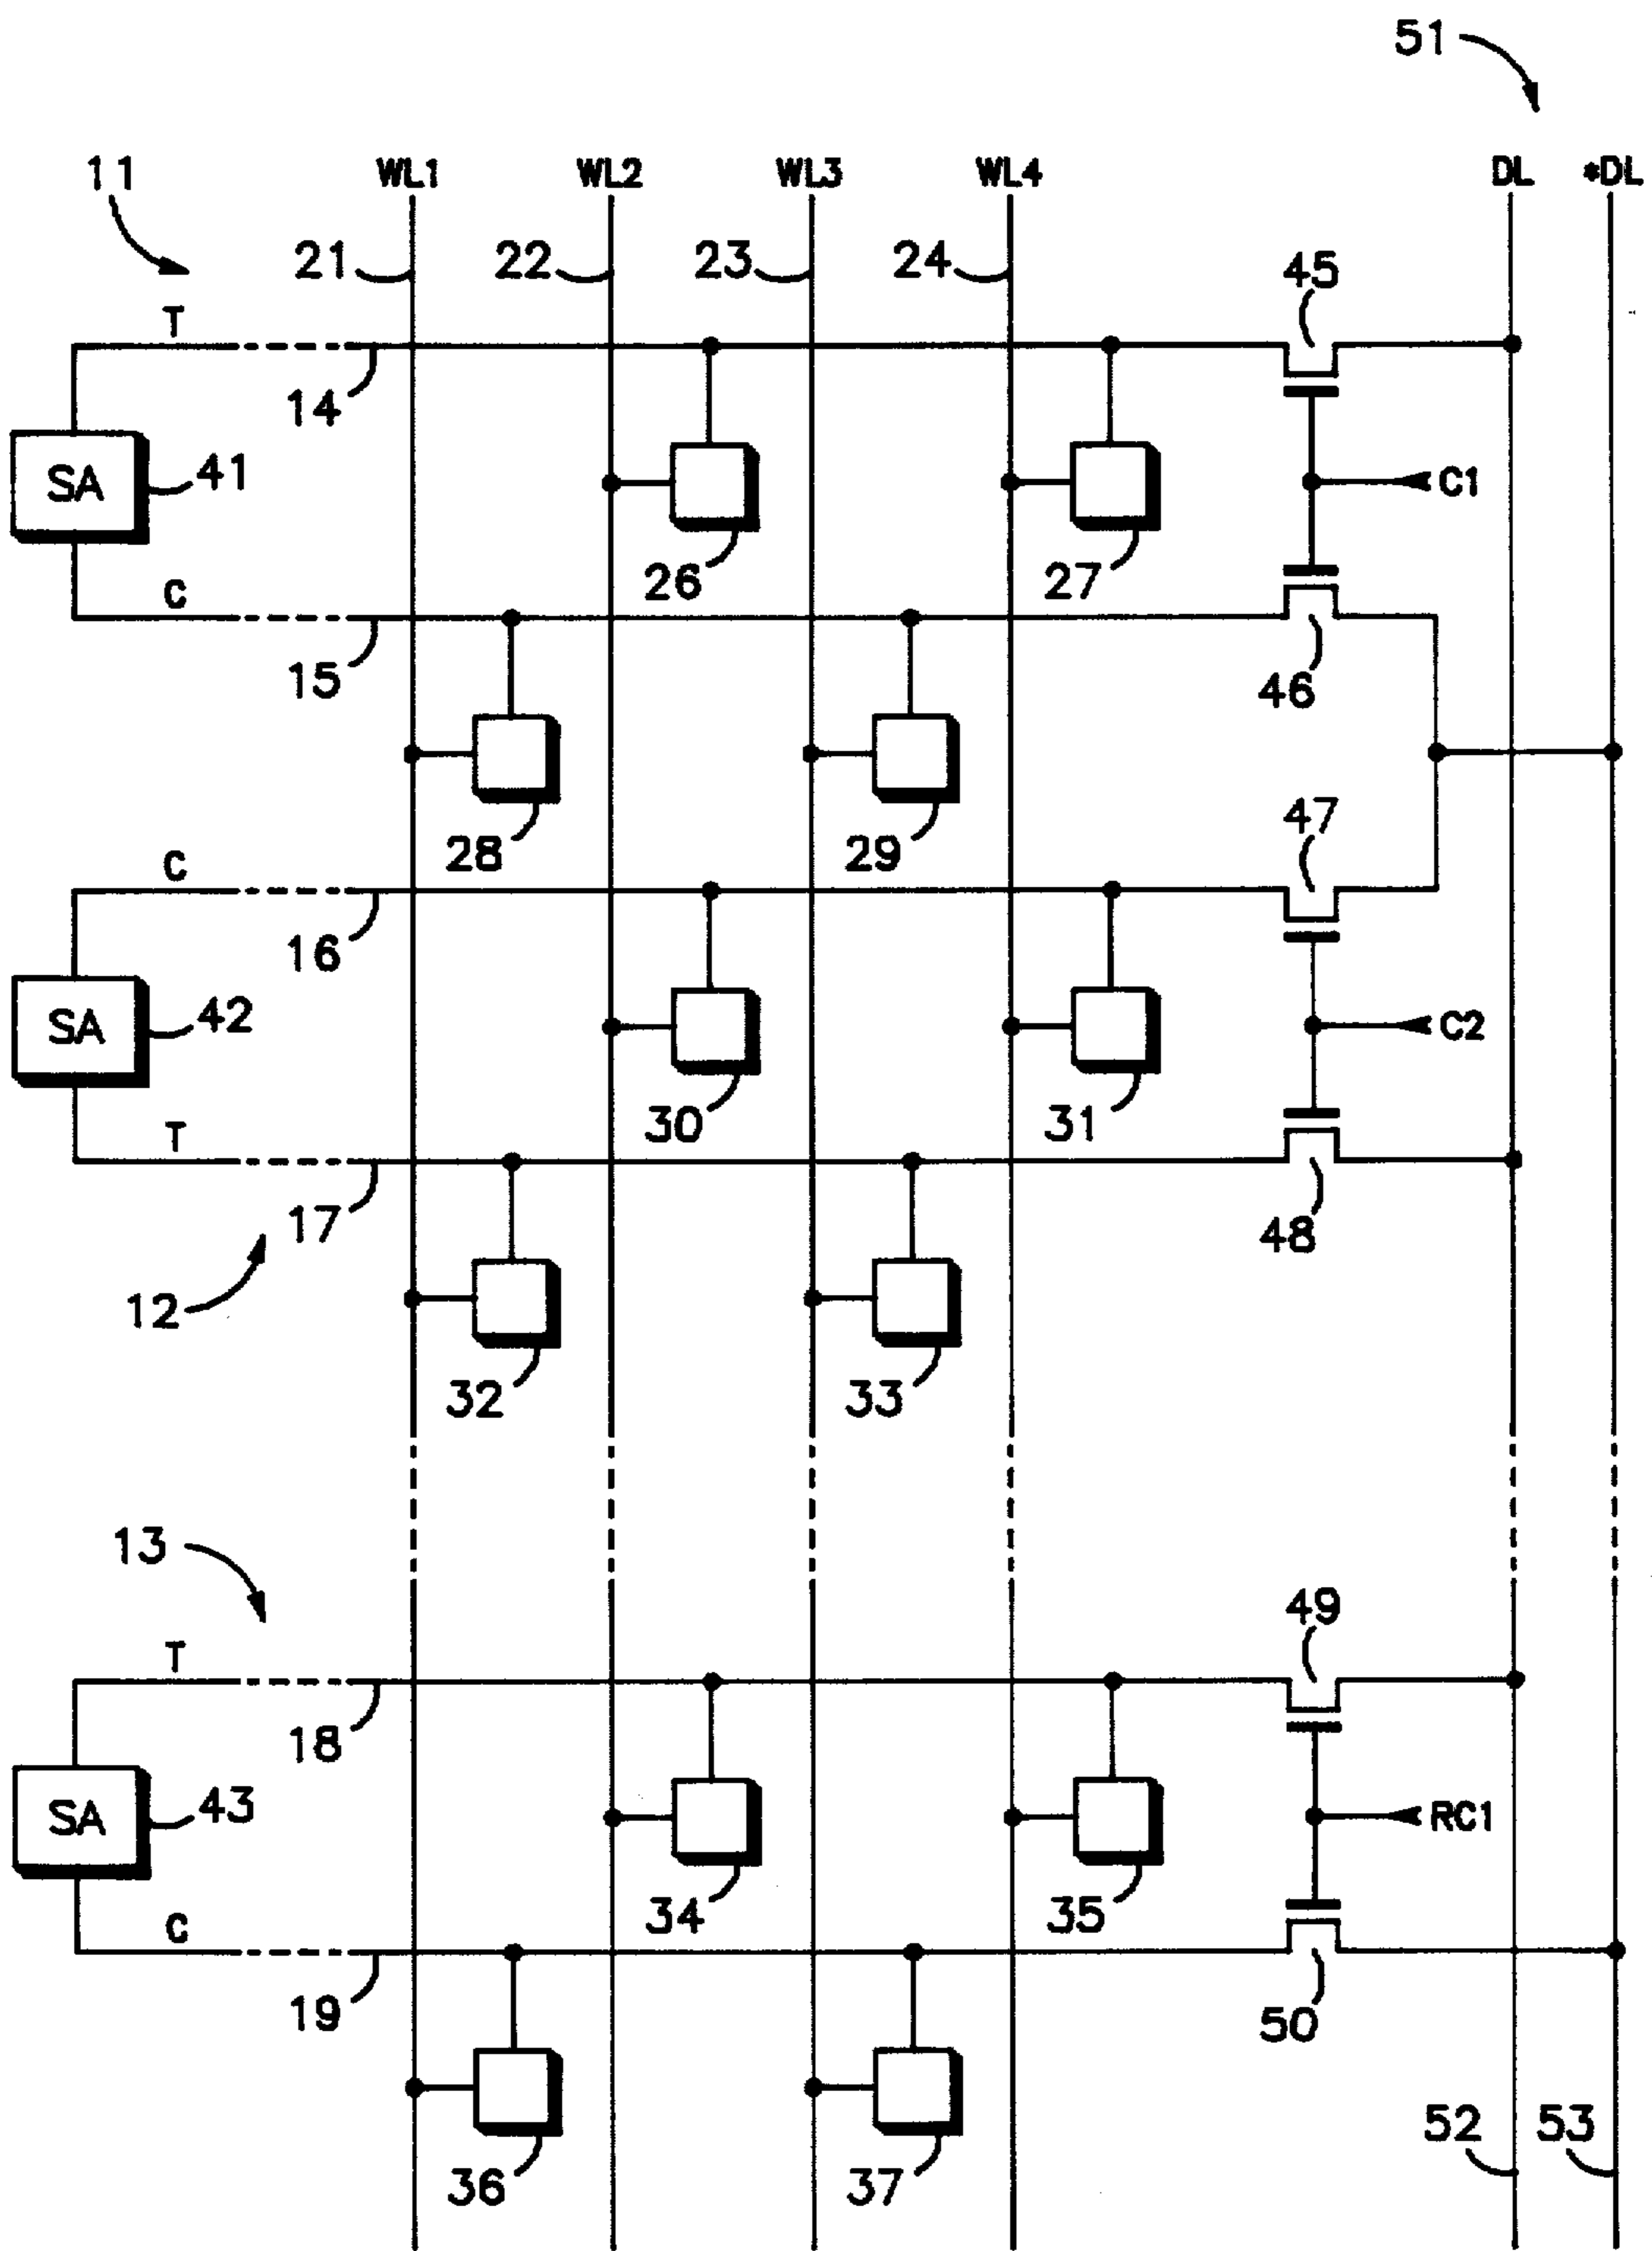 51
11 WL1 WL2 WL3 WL4 DL *DL
21 22 23 24 45
T
14
SA 41 C1
26 27
C
15 46
28 29 47
C
16
SA 42 C2
30 31
T
17 48
12
32 33
13 49
T
18
SA 43 RC1
34 35
C
19 50
52 53
36 37